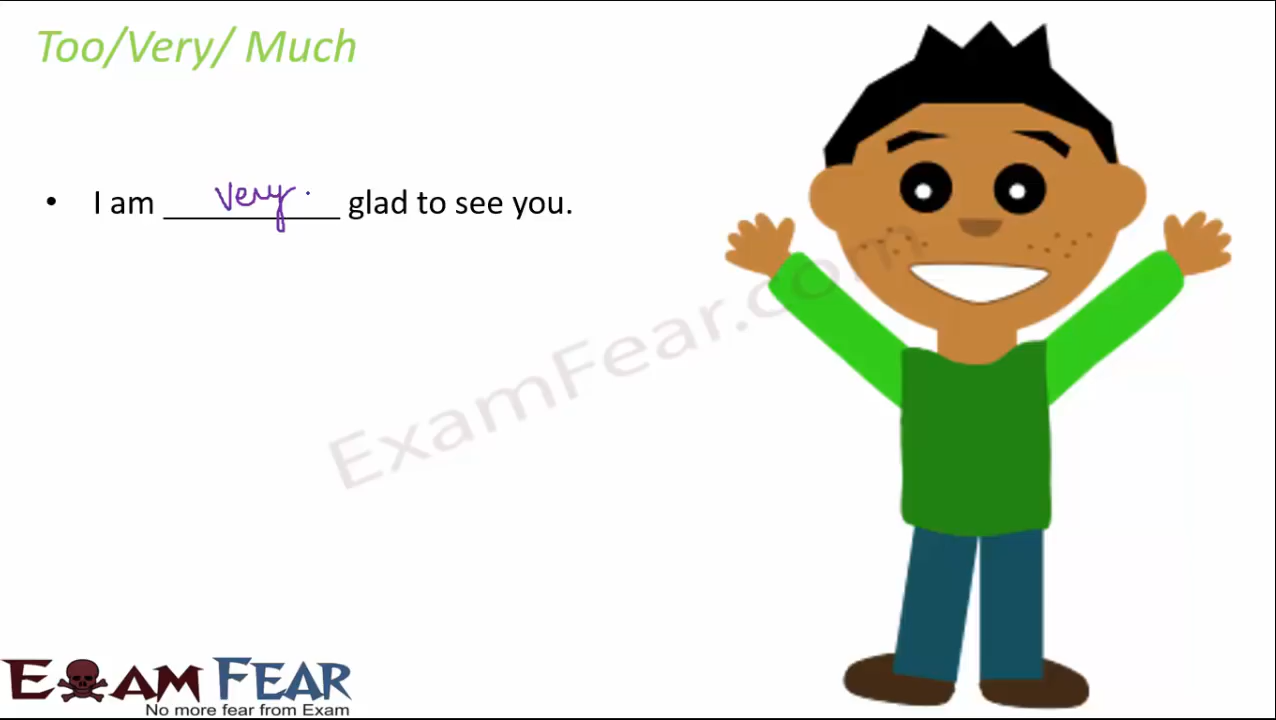 Too/Very/ Much
• I am very glad to see you.
ExamFear.com
EXAM FEAR
No more fear from Exam